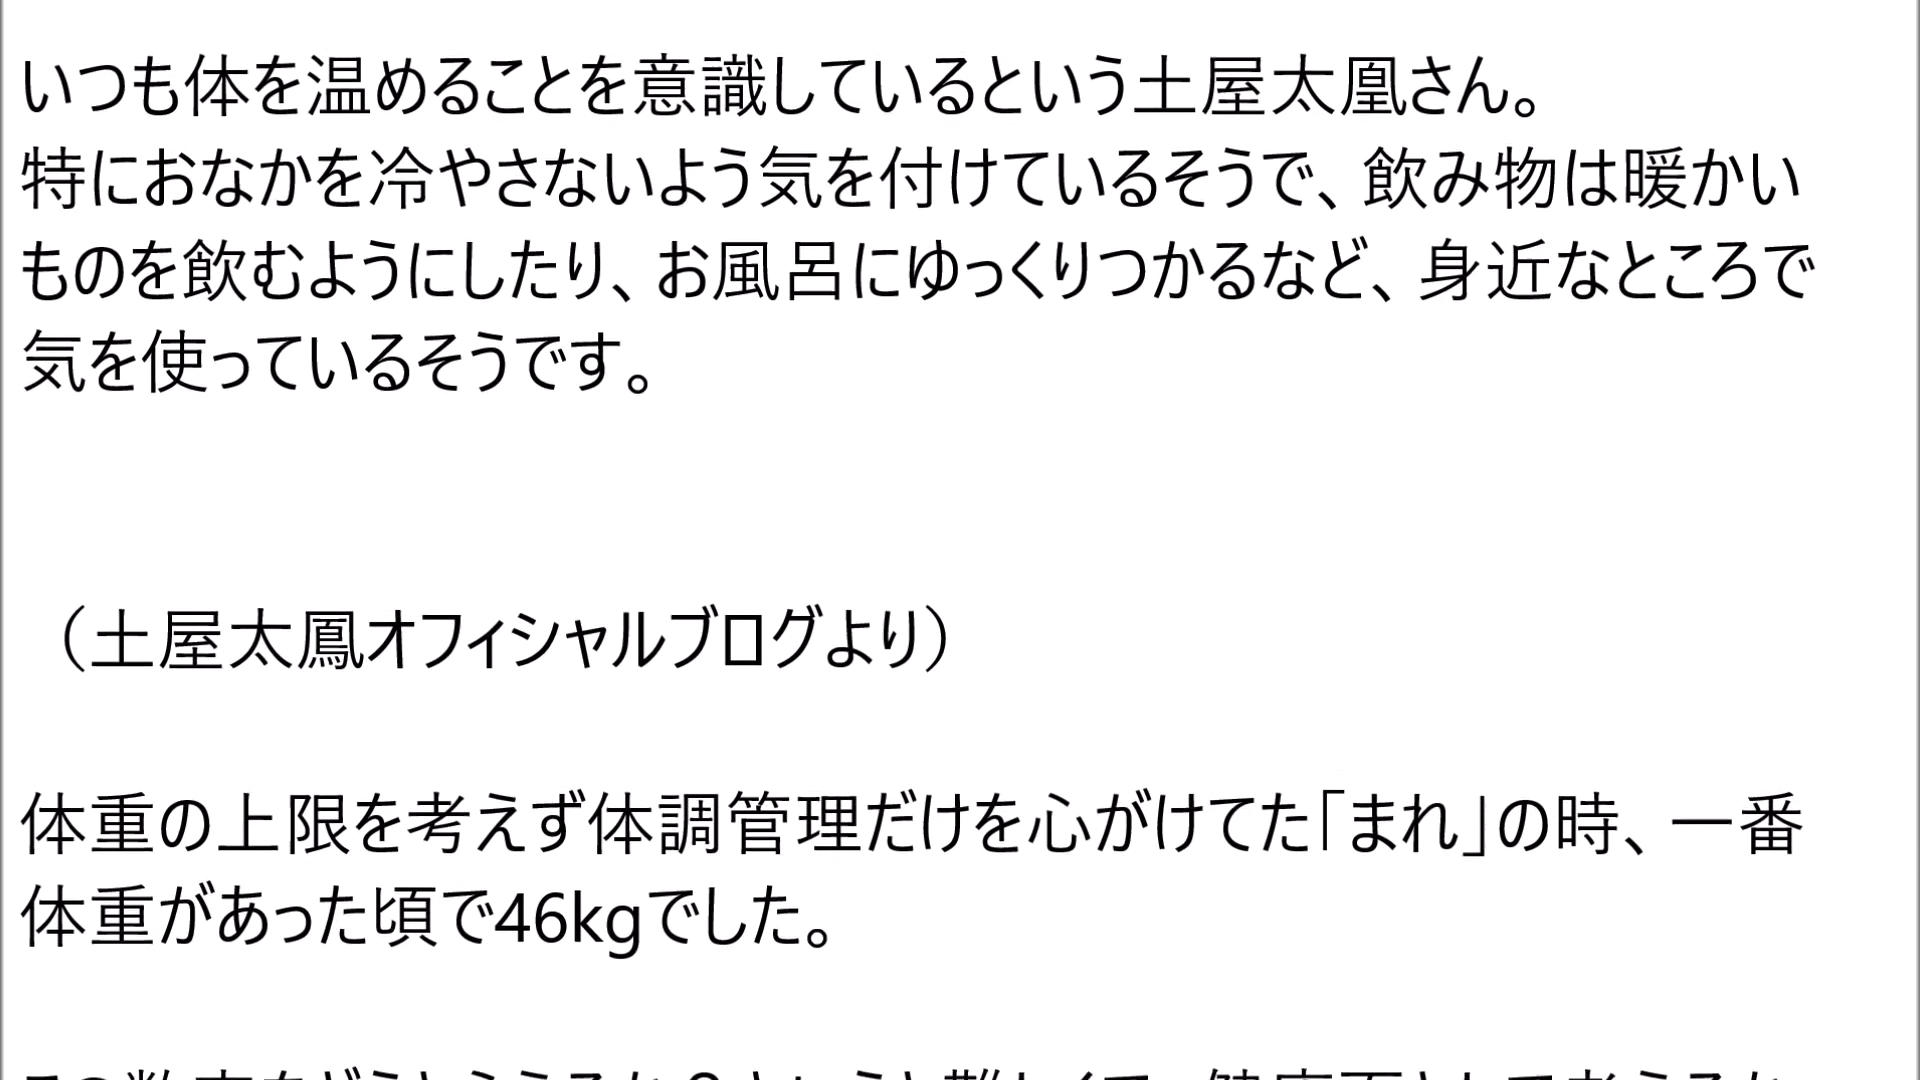 いつも体を温めることを意識しているという土屋太凰さん。
特におなかを冷やさないよう気を付けているそうで、飲み物は暖かい
ものを飲むようにしたり、お風呂にゆっくりつかるなど、身近なところで
気を使っているそうです。
（土屋太鳳オフィシャルブログより）
体重の上限を考えず体調管理だけを心がけてた「まれ」の時、一番
体重があった頃で46kgでした。